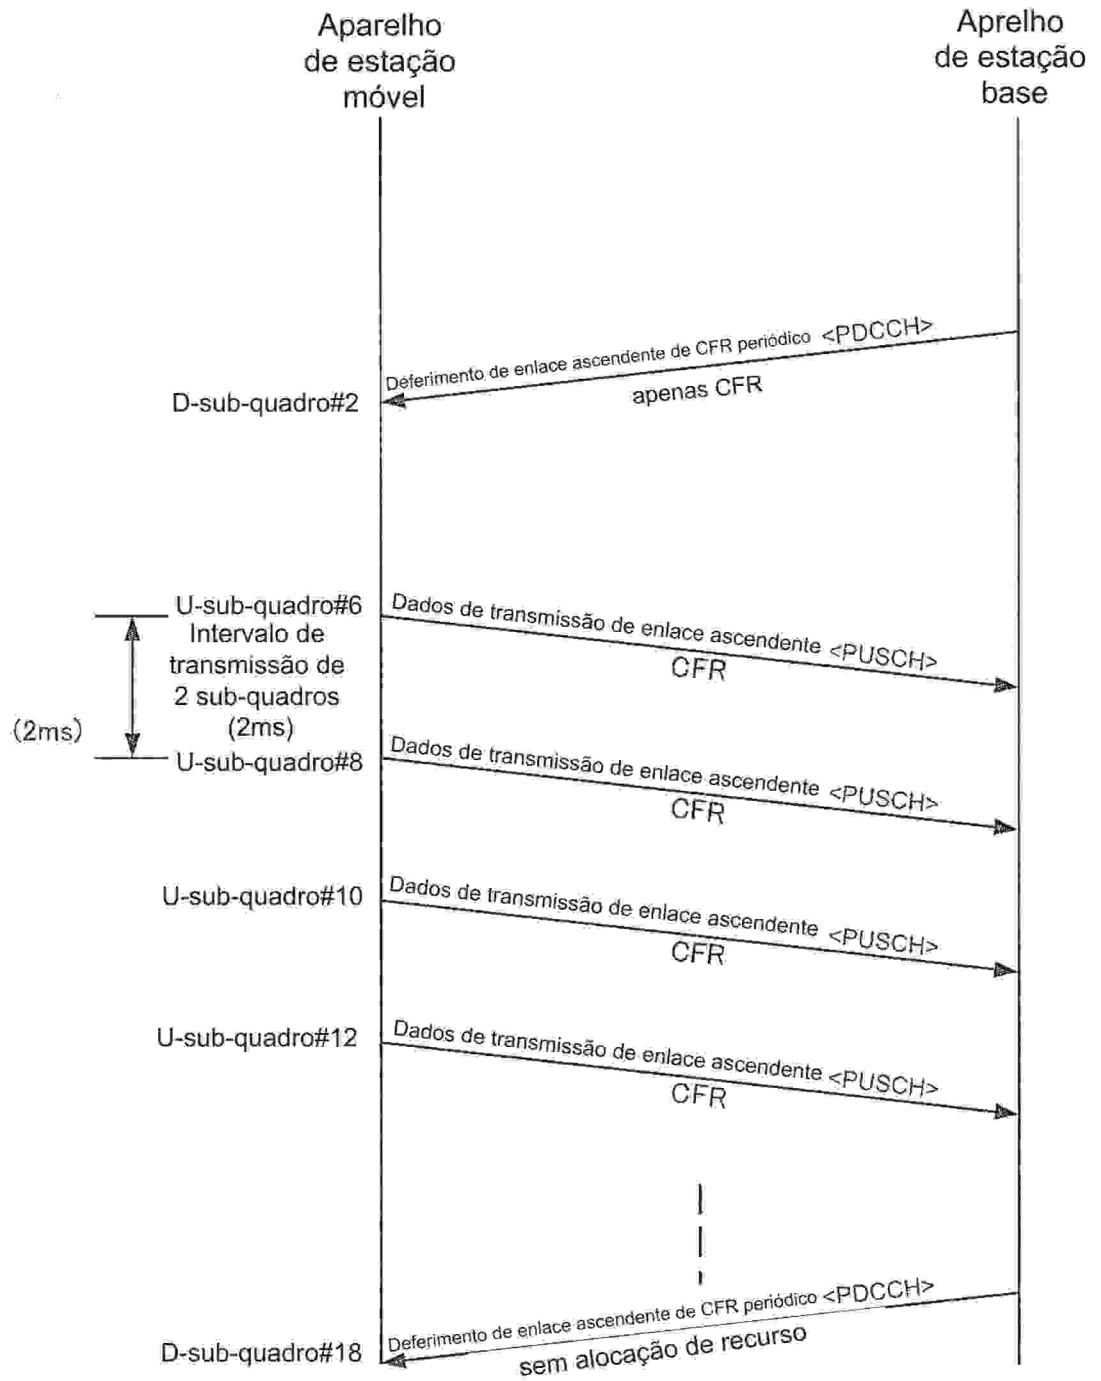 Aparelho
de estação
móvel
Aprelho
de estação
base
Deferimento de enlace ascendente de CFR periódico <PDCCH>
apenas CFR
D-sub-quadro#2
U-sub-quadro#6
Dados de transmissão de enlace ascendente <PUSCH>
CFR
Intervalo de
transmissão de
2 sub-quadros
(2ms)
(2ms)
U-sub-quadro#8
Dados de transmissão de enlace ascendente <PUSCH>
CFR
U-sub-quadro#10
Dados de transmissão de enlace ascendente <PUSCH>
CFR
U-sub-quadro#12
Dados de transmissão de enlace ascendente <PUSCH>
CFR
Deferimento de enlace ascendente de CFR periódico <PDCCH>
sem alocação de recurso
D-sub-quadro#18